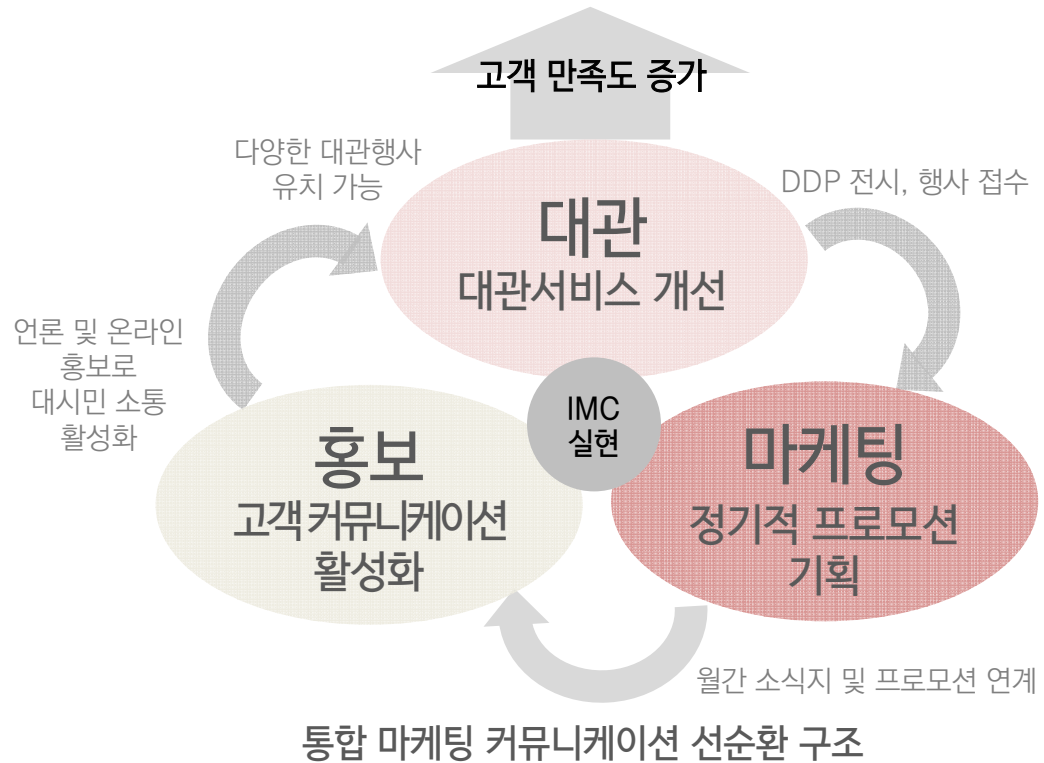 고객 만족도 증가
다양한 대관행사
유치 가능
DDP 전시, 행사 접수
대관
대관서비스 개선
언론 및 온라인
홍보로
대시민 소통
활성화
IMC
실현
홍보
고객 커뮤니케이션
활성화
마케팅
정기적 프로모션
기획
월간 소식지 및 프로모션 연계
통합 마케팅 커뮤니케이션 선순환 구조